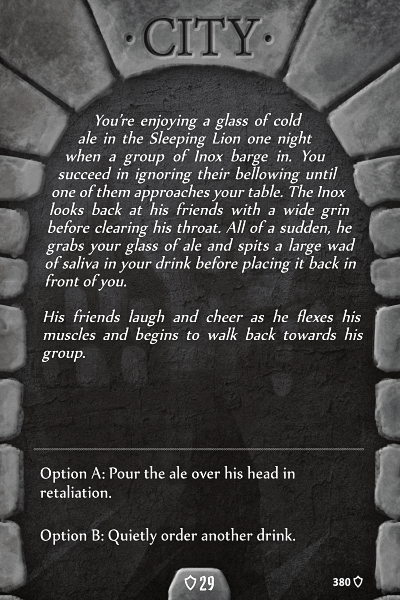 · CITY ·
You're enjoying a glass of cold
ale in the Sleeping Lion one night
when a group of Inox barge in. You
succeed in ignoring their bellowing until
one of them approaches your table. The Inox
looks back at his friends with a wide grin
before clearing his throat. All of a sudden, he
grabs your glass of ale and spits a large wad
of saliva in your drink before placing it back in
front of you.
His friends laugh and cheer as he flexes his
muscles and begins to walk back towards his
group.
Option A: Pour the ale over his head in
retaliation.
Option B: Quietly order another drink.
29
380